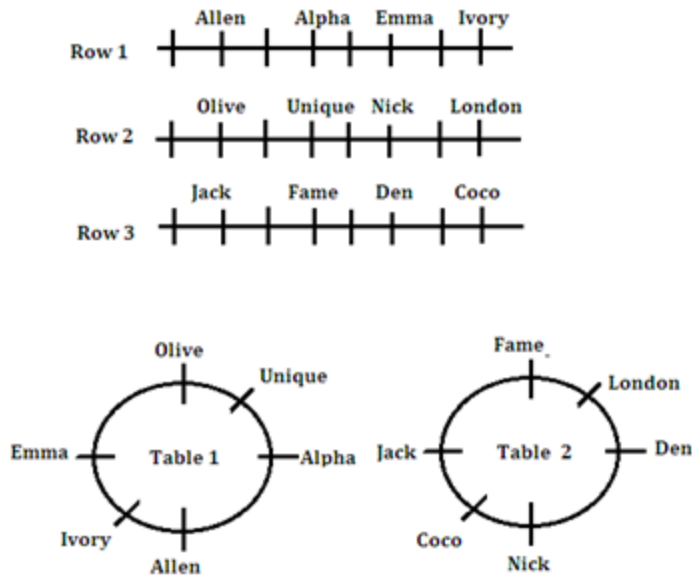 Allen Alpha Emma Ivory
Row 1
Olive Unique Nick London
Row 2
Jack Fame Den Coco
Row 3
Olive
Unique
Emma Table 1 Alpha
Ivory
Allen
Fame
London
Jack Table 2 Den
Coco
Nick